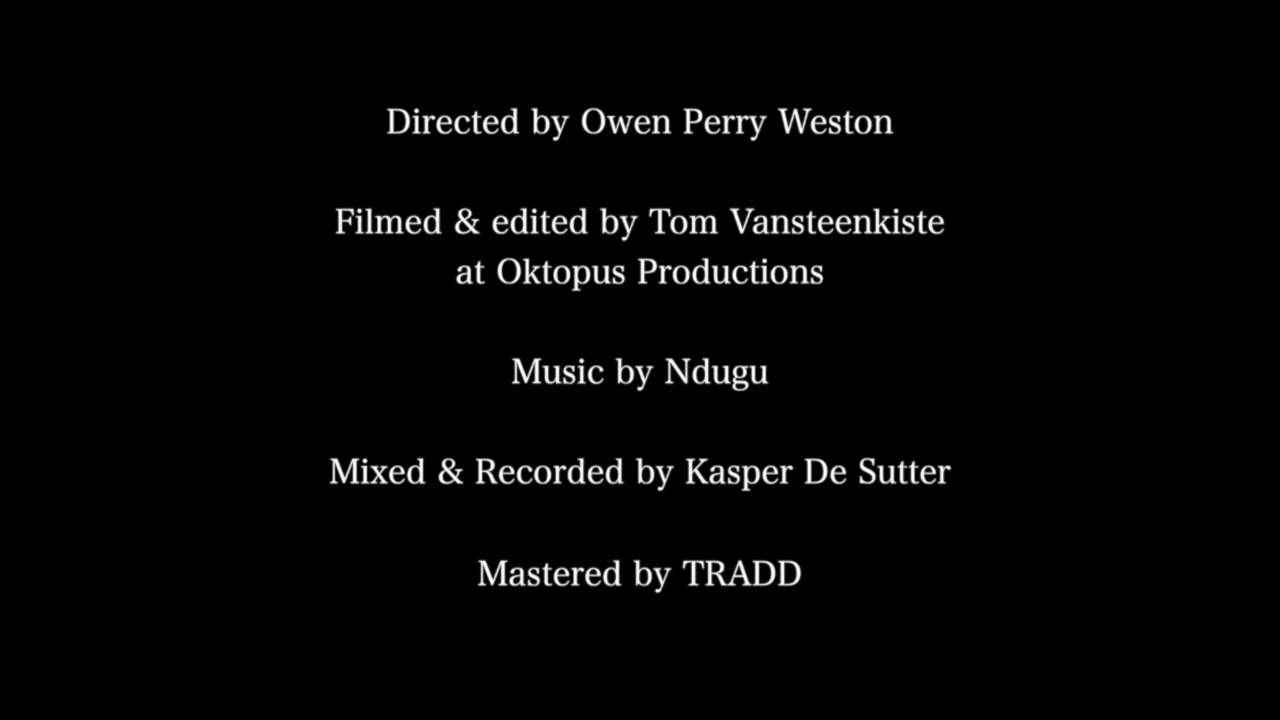 Directed by Owen Perry Weston
Filmed & edited by Tom Vansteenkiste
at Oktopus Productions
Music by Ndugu
Mixed & Recorded by Kasper De Sutter
Mastered by TRADD